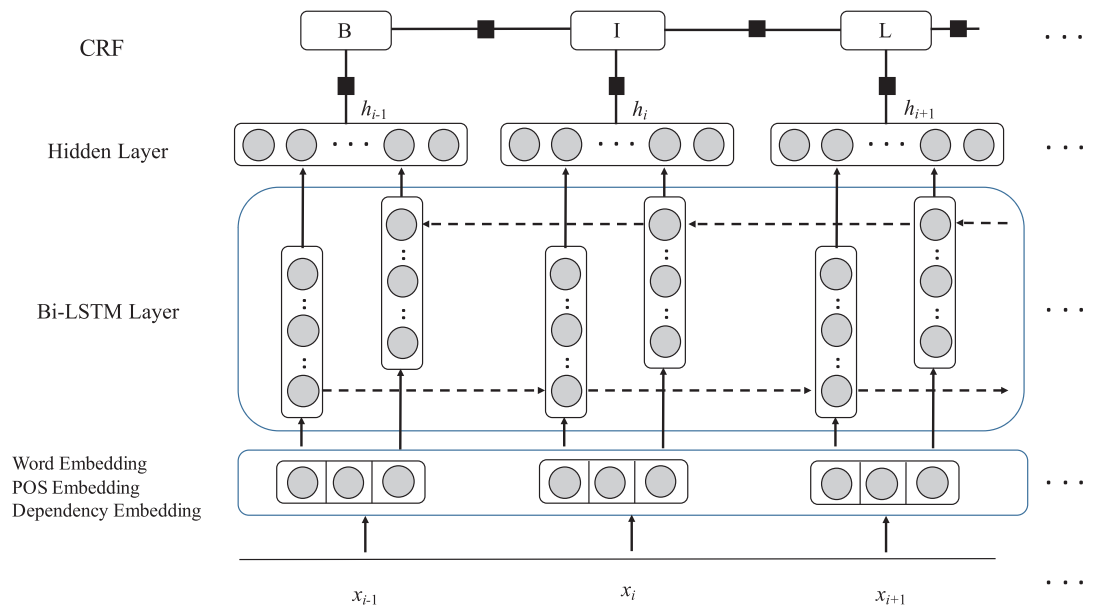 CRF B I L · · ·
h_{i-1} h_i h_{i+1}
Hidden Layer · · · · · · · · · · · ·
Bi-LSTM Layer · · ·
Word Embedding
POS Embedding · · ·
Dependency Embedding
x_{i-1} x_i x_{i+1} · · ·